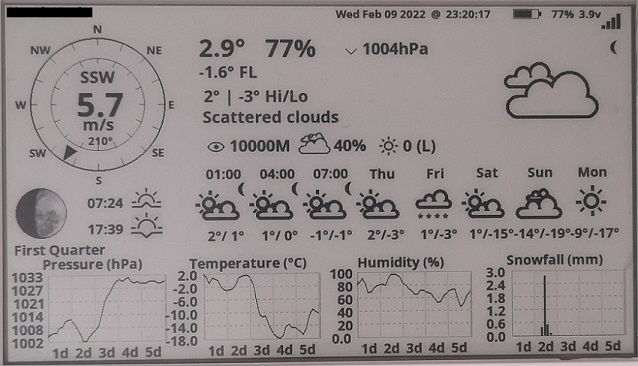 Wed Feb 09 2022 @ 23:20:17 77% 3.9v
N
NW NE
W E
SW SE
S
SSW
5.7
m/s
210°
2.9° 77% 1004hPa
-1.6° FL
2° | -3° Hi/Lo
Scattered clouds
10000M 40% 0 (L)
07:24
17:39
First Quarter
01:00 04:00 07:00 Thu Fri Sat Sun Mon
2°/ 1° 1°/ 0° -1°/-1° 2°/-3° 1°/-3° 1°/-15° -14°/-19° -9°/-17°
Pressure (hPa)
1033
1027
1021
1014
1008
1002
1d 2d 3d 4d 5d
Temperature (°C)
2.0
-2.0
-6.0
-10.0
-14.0
-18.0
1d 2d 3d 4d 5d
Humidity (%)
100
80
60
40
20
0.0
1d 2d 3d 4d 5d
Snowfall (mm)
3.0
2.4
1.8
1.2
0.6
0.0
1d 2d 3d 4d 5d